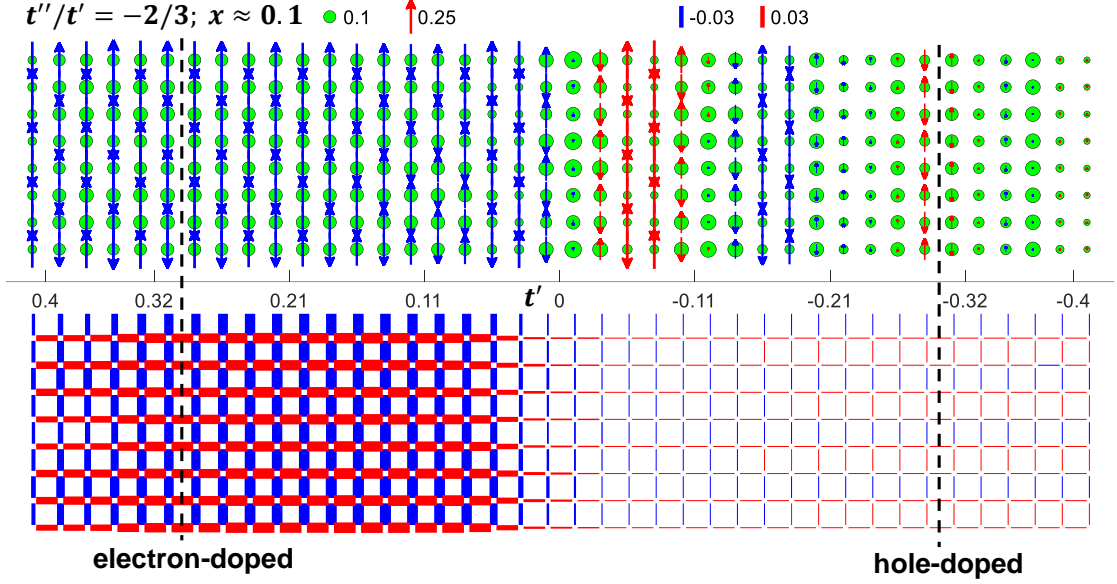 t''/t' = −2/3; x ≈ 0.1 0.1 0.25 -0.03 0.03
0.4 0.32 0.21 0.11 t' 0 -0.11 -0.21 -0.32 -0.4
electron-doped hole-doped